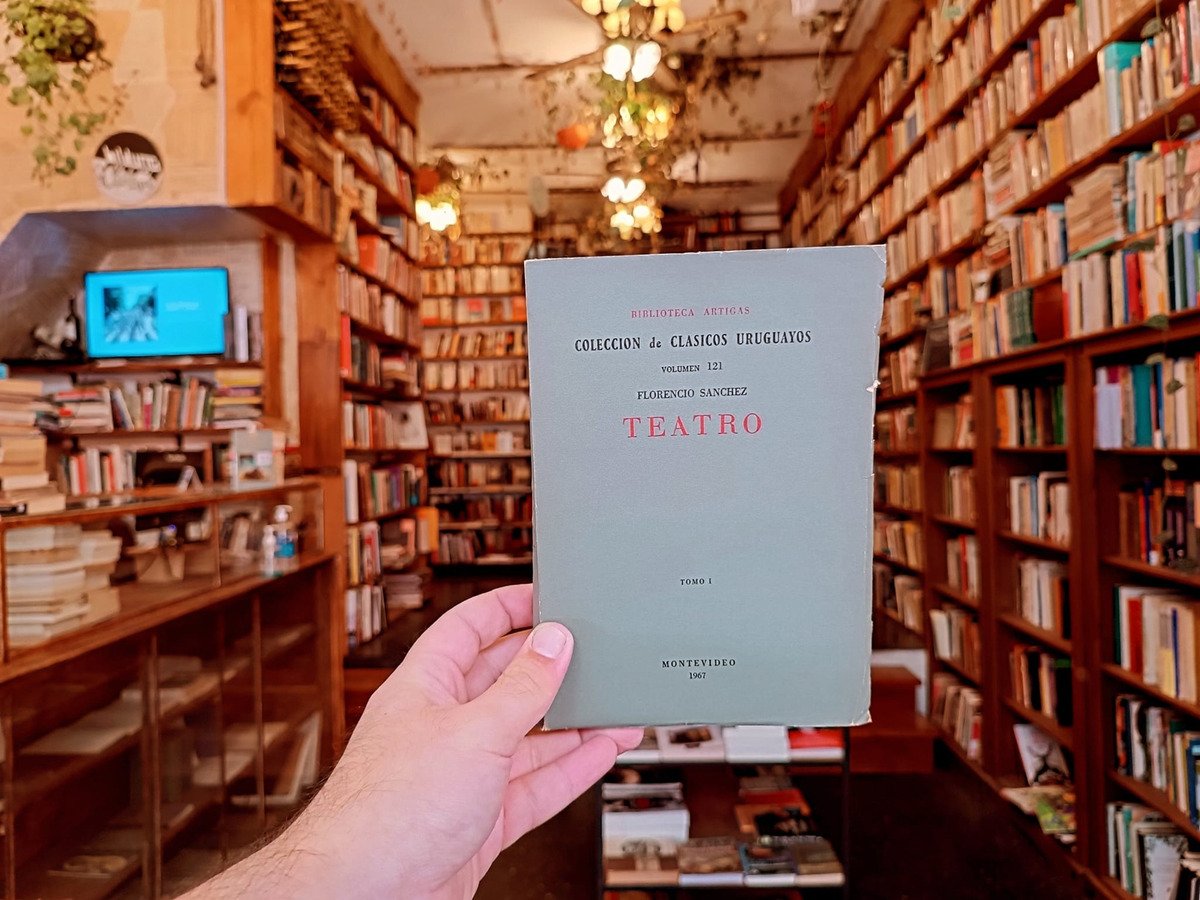 BIBLIOTECA ARTIGAS
COLECCION de CLASICOS URUGUAYOS
VOLUMEN 121
FLORENCIO SANCHEZ
TEATRO
TOMO I
MONTEVIDEO
1967